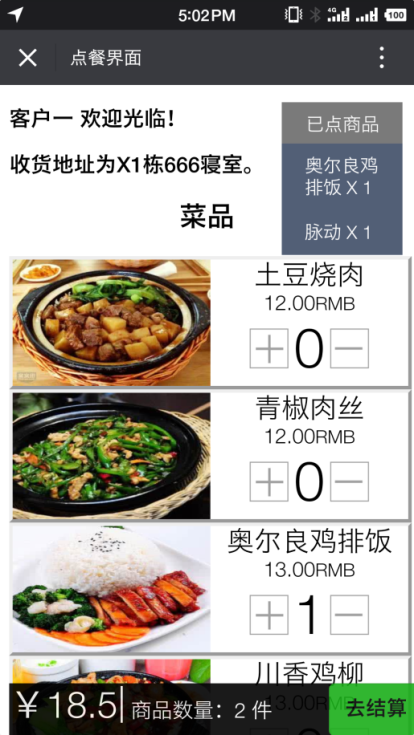 5:02PM
4G
100
点餐界面
客户一 欢迎光临！
已点商品
收货地址为X1栋666寝室。
奥尔良鸡
排饭 X 1
脉动 X 1
菜品
土豆烧肉
12.00RMB
0
青椒肉丝
12.00RMB
0
奥尔良鸡排饭
13.00RMB
1
川香鸡柳
13.00RMB
￥18.5
商品数量：2 件
去结算